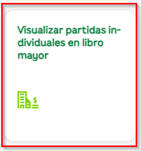 Visualizar partidas in-
dividuales en libro
mayor